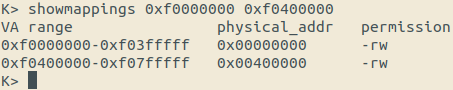 K> showmappings 0xf0000000 0xf0400000
VA range physical_addr permission
0xf0000000-0xf03fffff 0x00000000 -rw
0xf0400000-0xf07fffff 0x00400000 -rw
K>